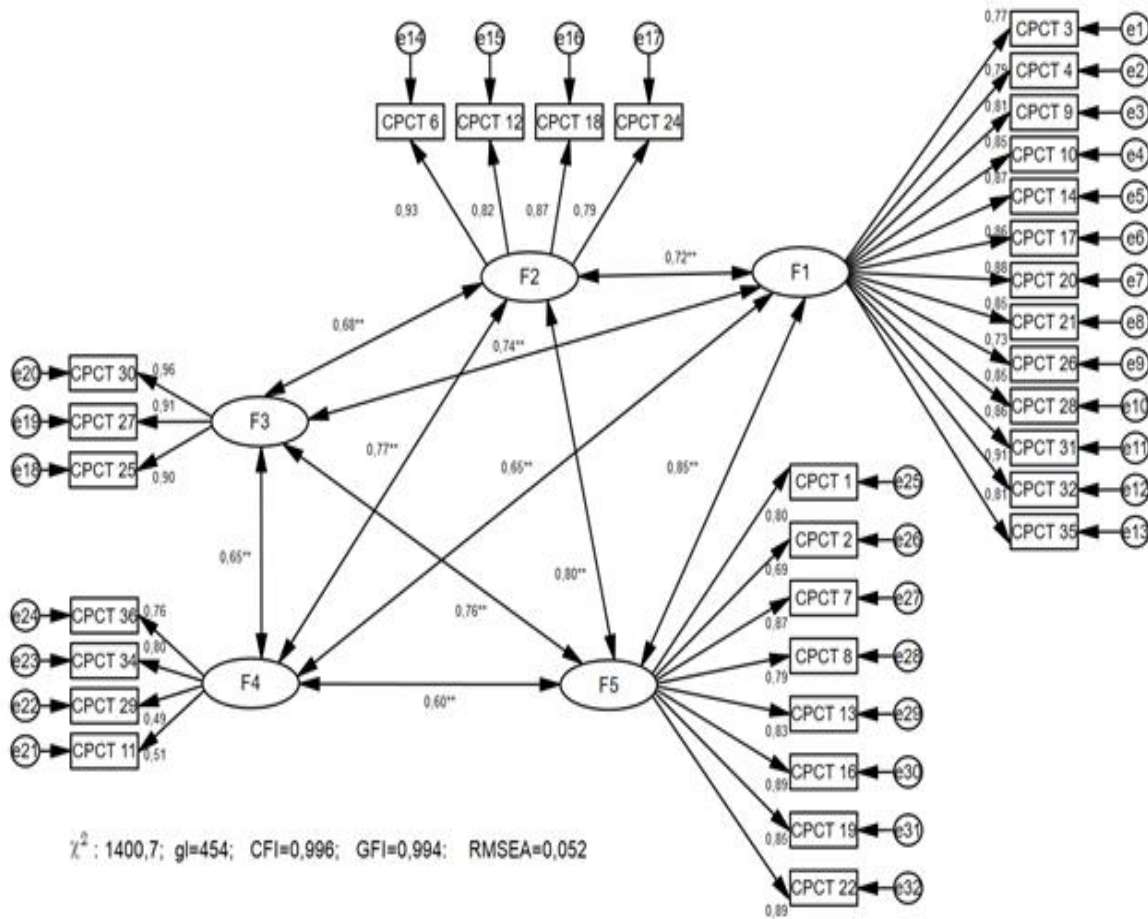 e14 e15 e16 e17
CPCT 6 CPCT 12 CPCT 18 CPCT 24
0,93 0,82 0,87 0,79
F2 0,72** F1
0,77 CPCT 3 e1
0,79 CPCT 4 e2
0,81 CPCT 9 e3
0,85 CPCT 10 e4
0,87 CPCT 14 e5
0,86 CPCT 17 e6
0,88 CPCT 20 e7
0,85 CPCT 21 e8
0,73 CPCT 26 e9
0,85 CPCT 28 e10
0,86 CPCT 31 e11
0,91 CPCT 32 e12
0,81 CPCT 35 e13
0,68** 0,74**
e20 CPCT 30 0,96
e19 CPCT 27 0,91
e18 CPCT 25 0,90
F3
0,77** 0,65** 0,85**
0,65** 0,76** 0,80**
e24 CPCT 36 0,76
e23 CPCT 34 0,80
e22 CPCT 29 0,49
e21 CPCT 11 0,51
F4 0,60** F5
CPCT 1 e25
0,80
CPCT 2 e26
0,69
CPCT 7 e27
0,87
CPCT 8 e28
0,79
CPCT 13 e29
0,83
CPCT 16 e30
0,89
CPCT 19 e31
0,85
CPCT 22 e32
0,89
χ² : 1400,7; gl=454; CFI=0,996; GFI=0,994: RMSEA=0,052